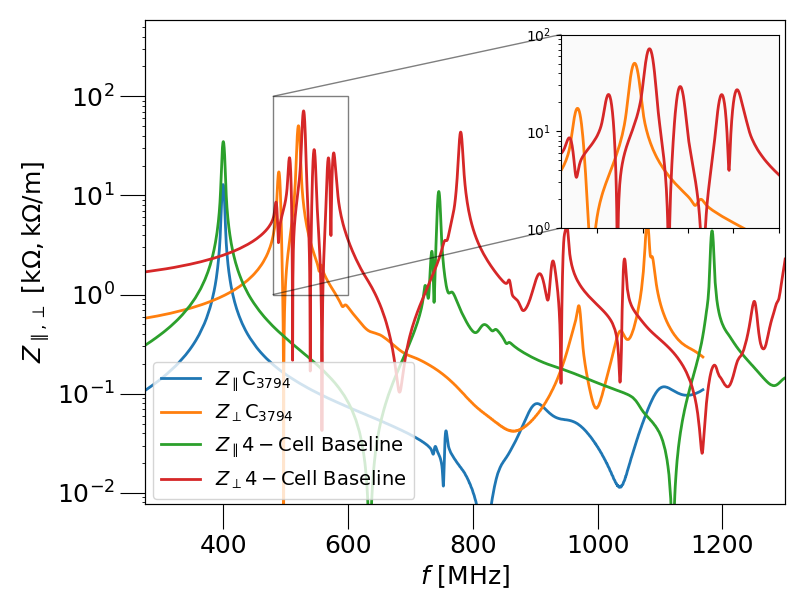 10²
10¹
10⁰
10⁻¹
10⁻²
Z∥,⊥ [kΩ, kΩ/m]
10²
10¹
10⁰
Z∥C₃₇₉₄
Z⊥C₃₇₉₄
Z∥4−Cell Baseline
Z⊥4−Cell Baseline
400 600 800 1000 1200
f [MHz]